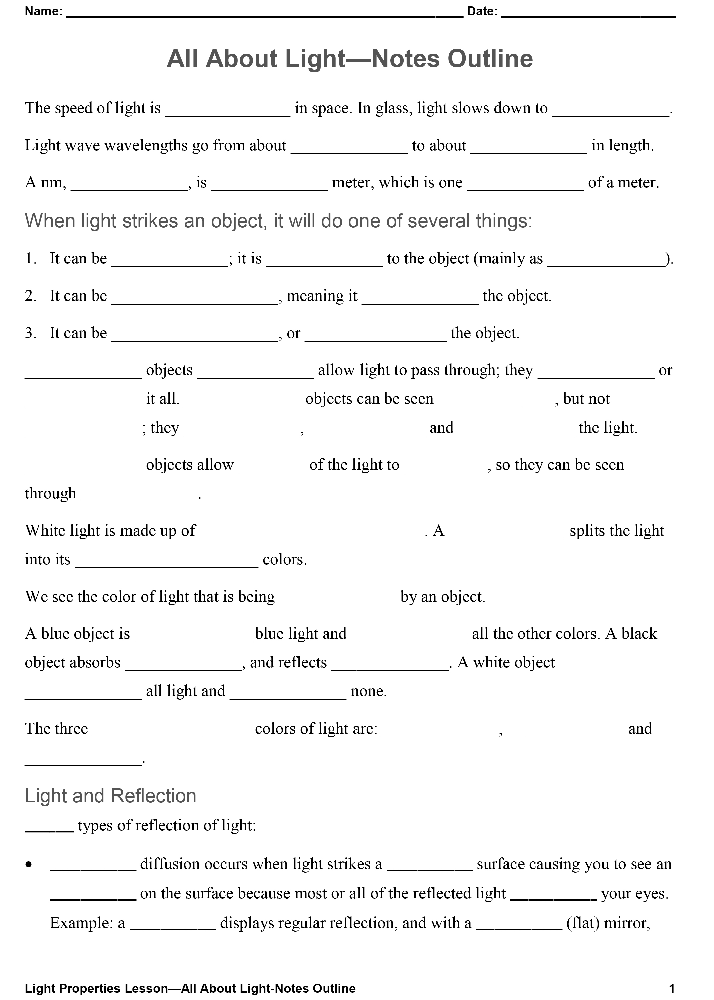 Name: ______________________________ Date: ______________
All About Light—Notes Outline
The speed of light is _______________ in space. In glass, light slows down to ______________.
Light wave wavelengths go from about ______________ to about ______________ in length.
A nm, ______________, is ______________ meter, which is one ______________ of a meter.
When light strikes an object, it will do one of several things:
1. It can be ______________; it is ______________ to the object (mainly as ______________).
2. It can be ____________________, meaning it ______________ the object.
3. It can be ____________________, or _________________ the object.
______________ objects ______________ allow light to pass through; they ______________ or
______________ it all. ______________ objects can be seen ______________, but not
______________; they ______________, ______________ and ______________ the light.
______________ objects allow ________ of the light to __________, so they can be seen
through ______________.
White light is made up of ___________________________. A ______________ splits the light
into its ______________________ colors.
We see the color of light that is being ______________ by an object.
A blue object is ______________ blue light and ______________ all the other colors. A black
object absorbs ______________, and reflects ______________. A white object
______________ all light and ______________ none.
The three ___________________ colors of light are: ______________, ______________ and
______________.
Light and Reflection
______ types of reflection of light:
• __________ diffusion occurs when light strikes a __________ surface causing you to see an
__________ on the surface because most or all of the reflected light __________ your eyes.
Example: a __________ displays regular reflection, and with a __________ (flat) mirror,
Light Properties Lesson—All About Light-Notes Outline 1